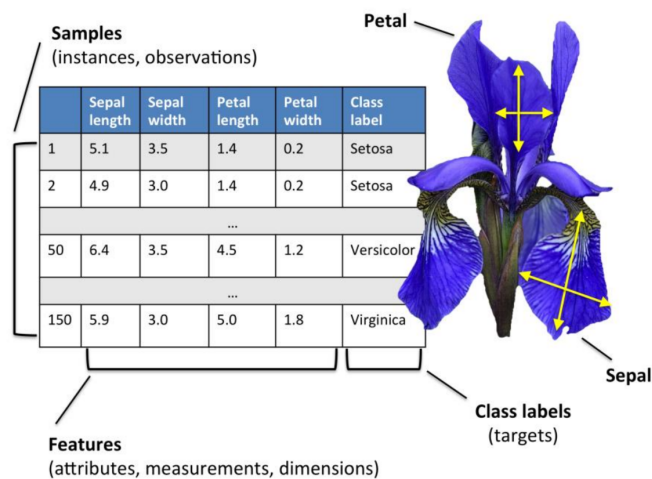 Samples
(instances, observations)
Petal
Sepal length Sepal width Petal length Petal width Class label
1 5.1 3.5 1.4 0.2 Setosa
2 4.9 3.0 1.4 0.2 Setosa
...
50 6.4 3.5 4.5 1.2 Versicolor
...
150 5.9 3.0 5.0 1.8 Virginica
Sepal
Class labels
(targets)
Features
(attributes, measurements, dimensions)